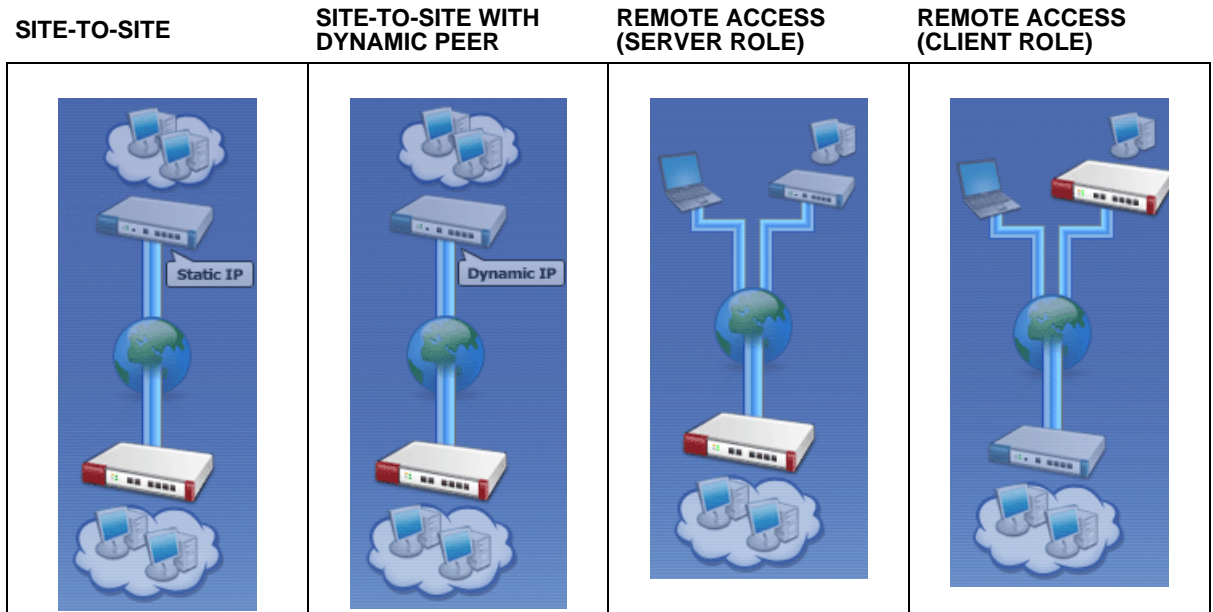 SITE-TO-SITE
SITE-TO-SITE WITH
DYNAMIC PEER
REMOTE ACCESS
(SERVER ROLE)
REMOTE ACCESS
(CLIENT ROLE)
Static IP
Dynamic IP